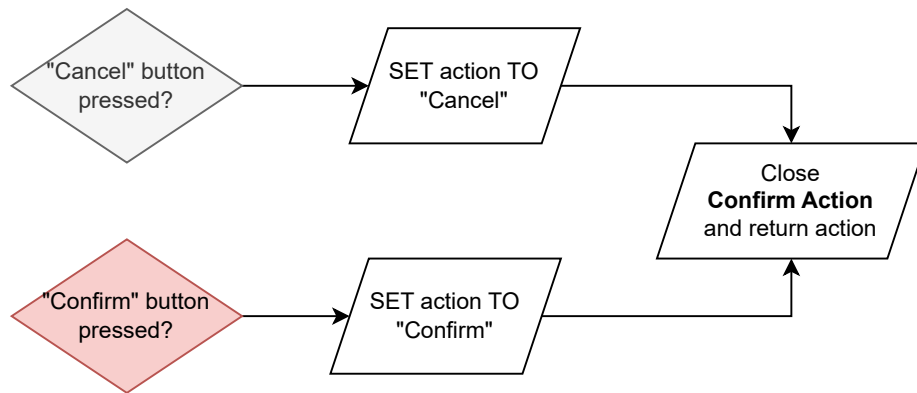 "Cancel" button
pressed?
SET action TO
"Cancel"
Close
Confirm Action
and return action
"Confirm" button
pressed?
SET action TO
"Confirm"